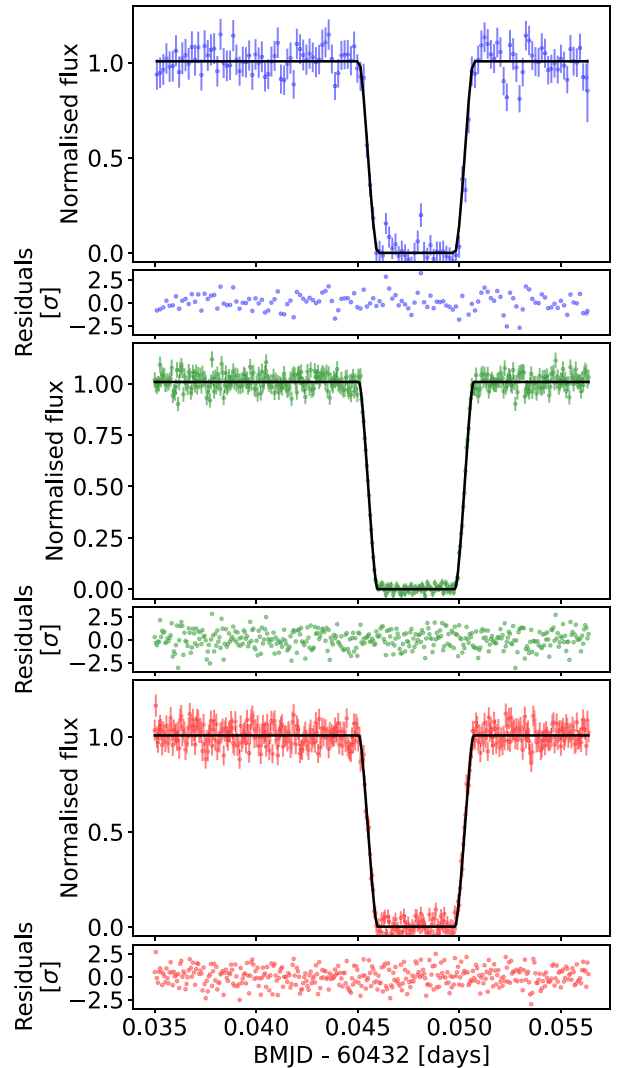 Normalised flux
1.0
0.5
0.0
Residuals
[σ]
2.5
0.0
−2.5
Normalised flux
1.00
0.75
0.50
0.25
0.00
Residuals
[σ]
2.5
0.0
−2.5
Normalised flux
1.0
0.5
0.0
Residuals
[σ]
2.5
0.0
−2.5
0.035 0.040 0.045 0.050 0.055
BMJD - 60432 [days]